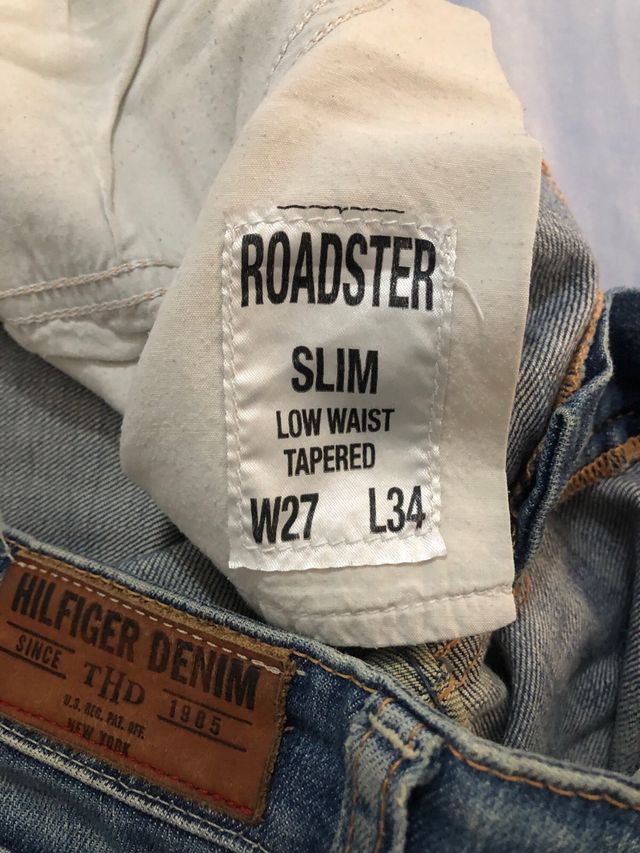 ROADSTER
SLIM
LOW WAIST
TAPERED
W27 L34
HILFIGER DENIM
SINCE THD 1985
U.S. REG. PAT. OFF.
NEW YORK